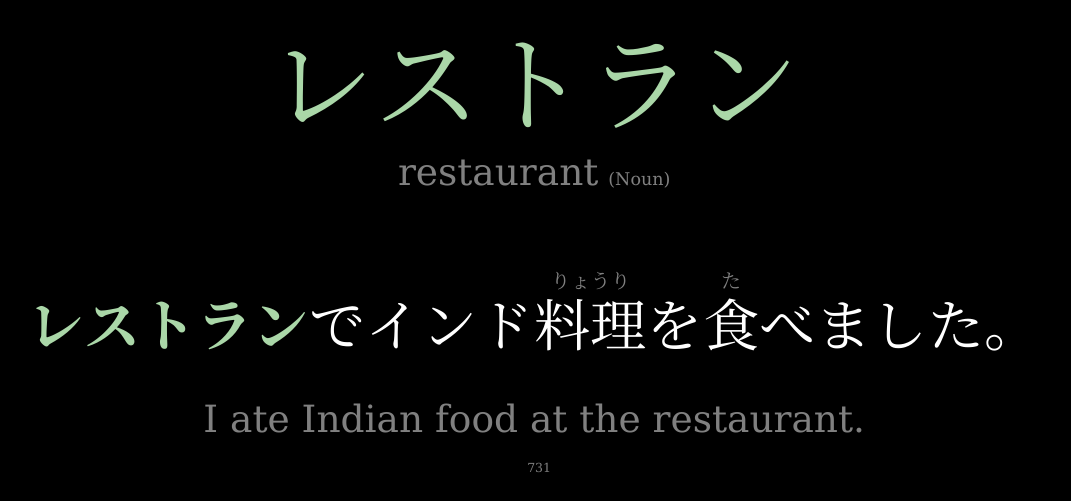 レストラン
restaurant (Noun)
りょうり た
レストランでインド料理を食べました。
I ate Indian food at the restaurant.
731